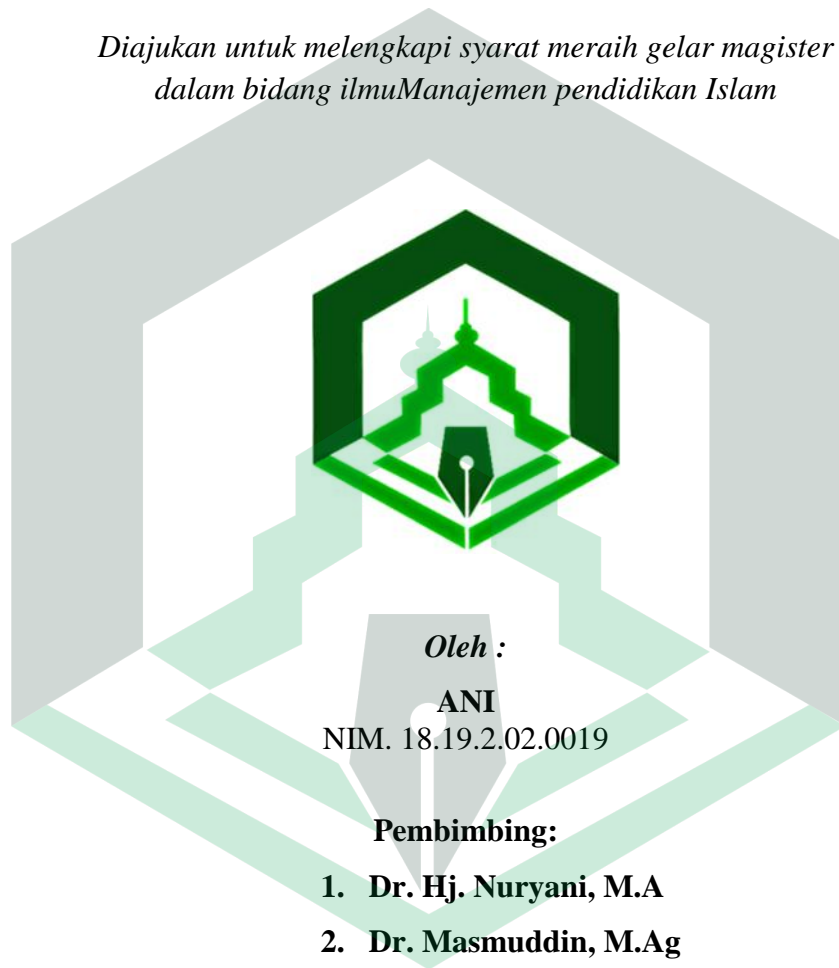 Diajukan untuk melengkapi syarat meraih gelar magister
dalam bidang ilmuManajemen pendidikan Islam
Oleh :
ANI
NIM. 18.19.2.02.0019
Pembimbing:
1. Dr. Hj. Nuryani, M.A
2. Dr. Masmuddin, M.Ag